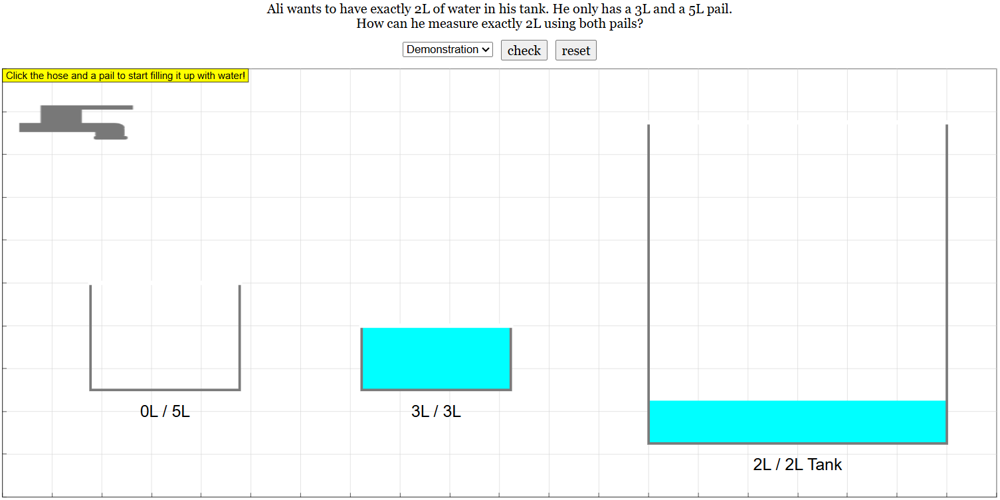 Ali wants to have exactly 2L of water in his tank. He only has a 3L and a 5L pail.
How can he measure exactly 2L using both pails?
Demonstration check reset
Click the hose and a pail to start filling it up with water!
0L / 5L
3L / 3L
2L / 2L Tank